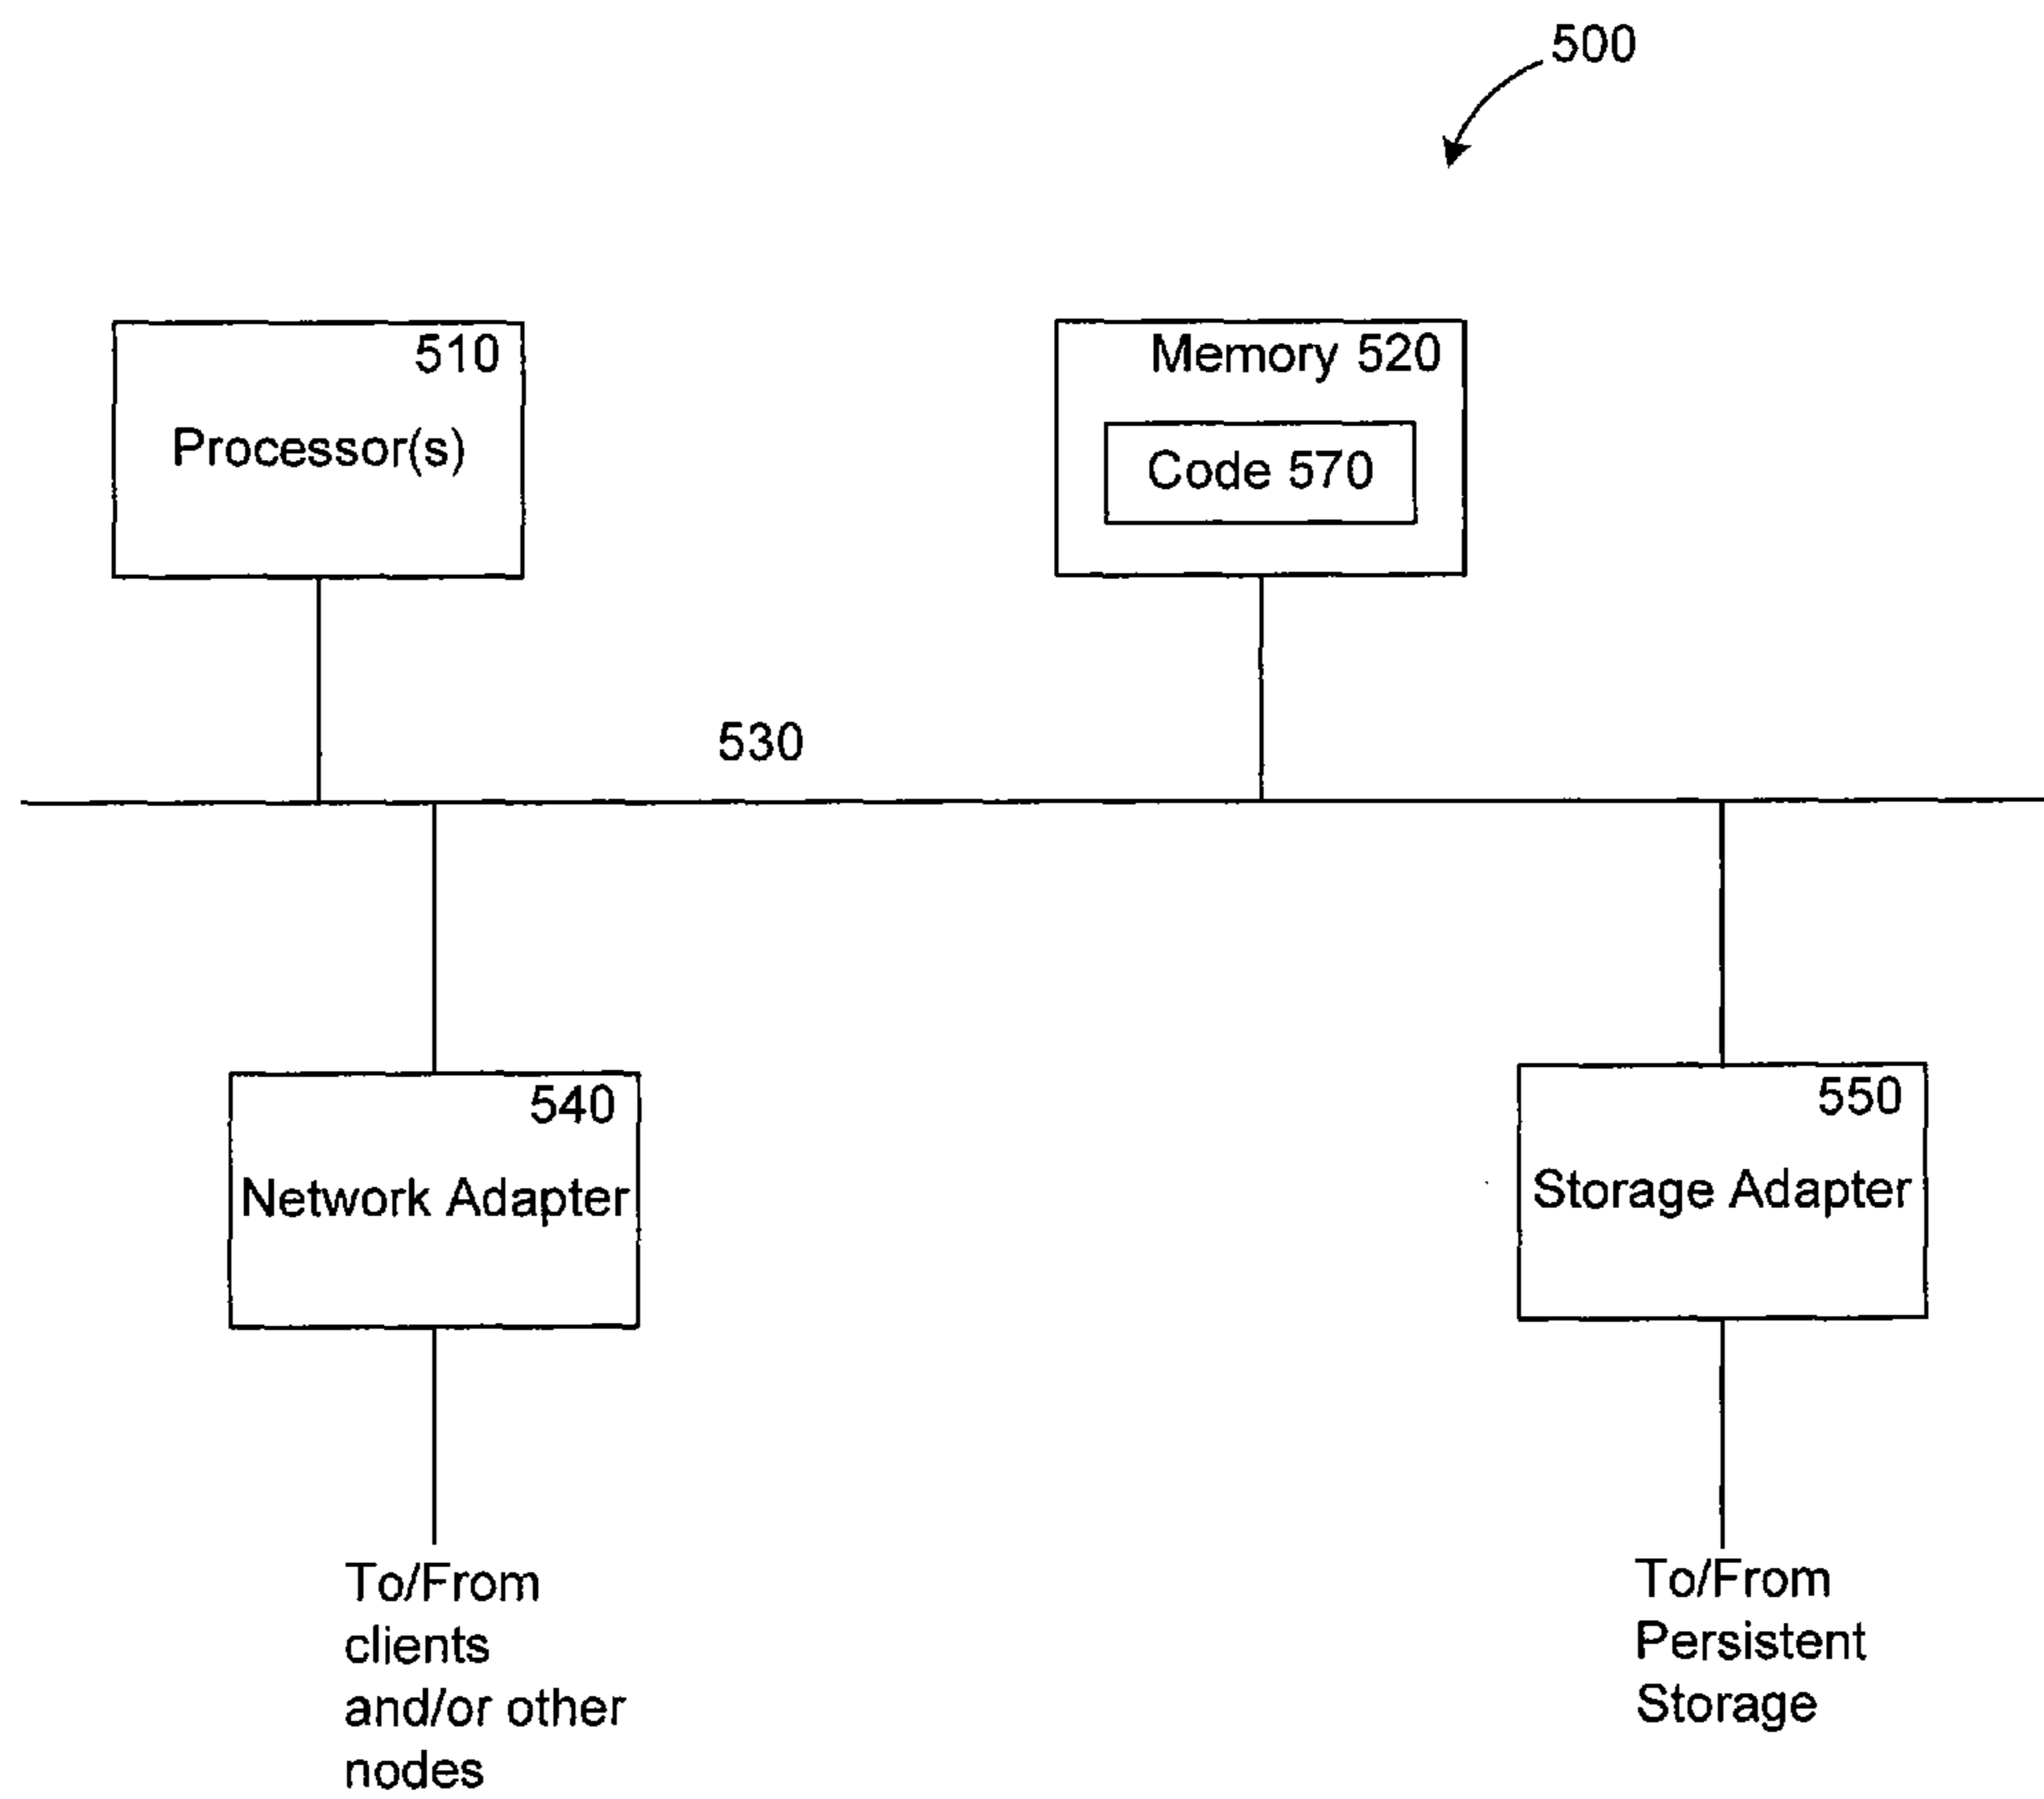 500
510
Processor(s)
Memory 520
Code 570
530
540
Network Adapter
550
Storage Adapter
To/From
clients
and/or other
nodes
To/From
Persistent
Storage